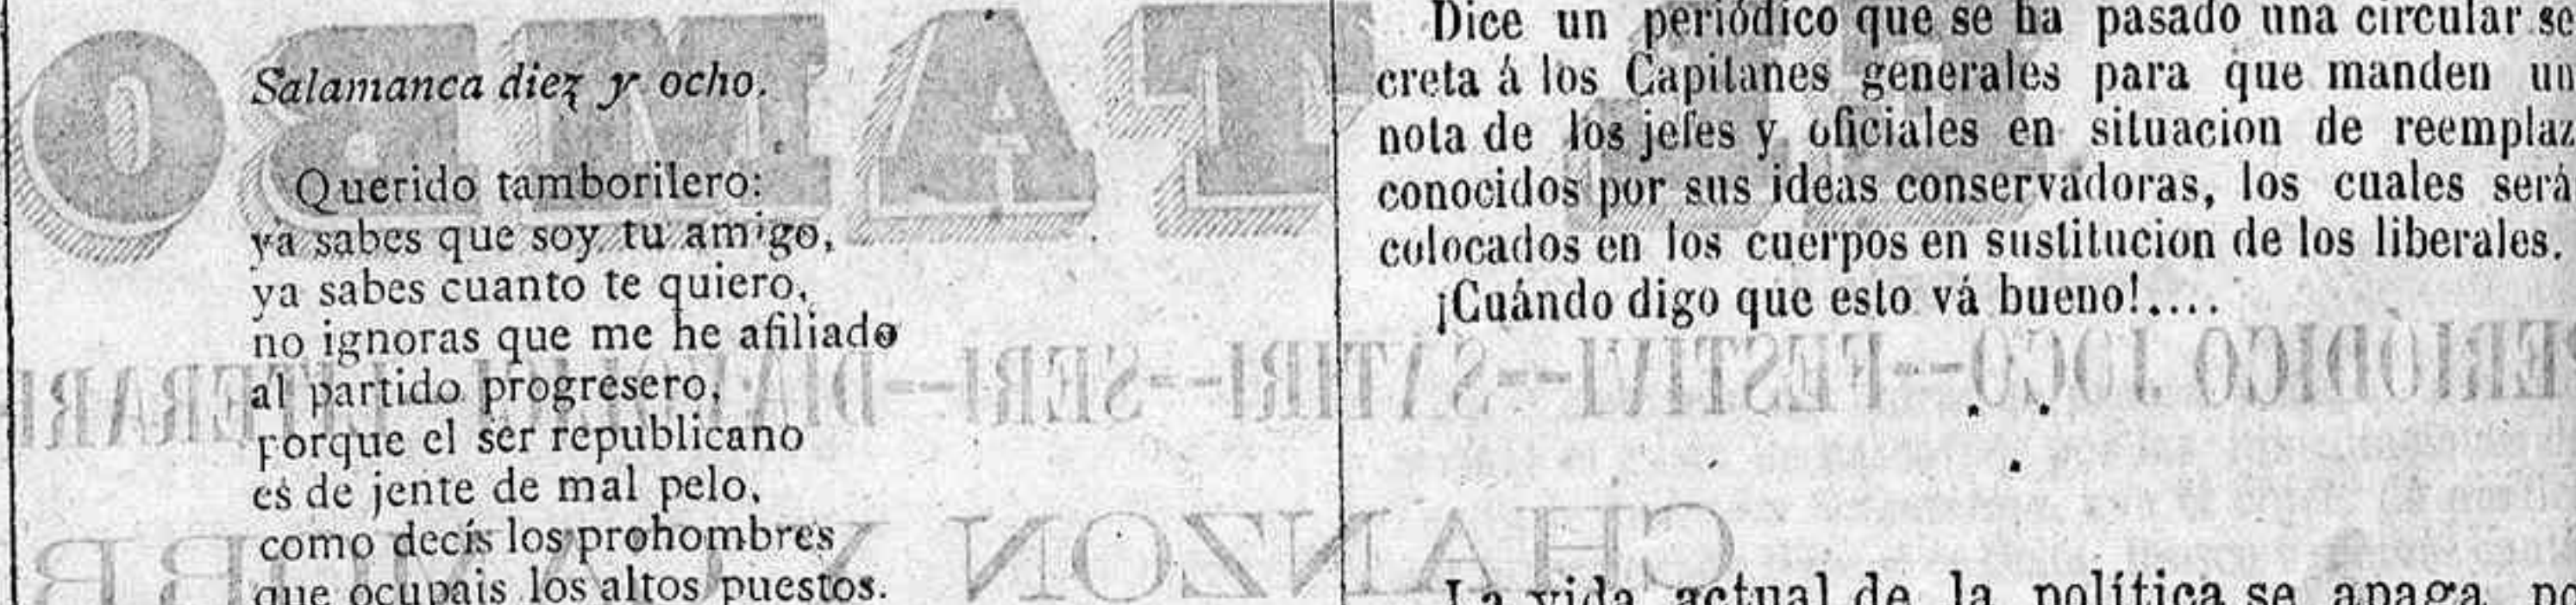 Salamanca diez y ocho.
Querido tamborilero:
ya sabes que soy tu amigo,
ya sabes cuanto te quiero,
no ignoras que me he afiliado
al partido progresero,
porque el ser republicano
es de jente de mal pelo,
como decís los prohombres
que ocupais los altos puestos.
Dice un periódico que se ha pasado una circular se
creta á los Capitanes generales para que manden un
nota de los jefes y oficiales en situacion de reemplaz
conocidos por sus ideas conservadoras, los cuales será
colocados en los cuerpos en sustitucion de los liberales.
¡Cuándo digo que esto vá bueno!....
La vida actual de la política se apaga po